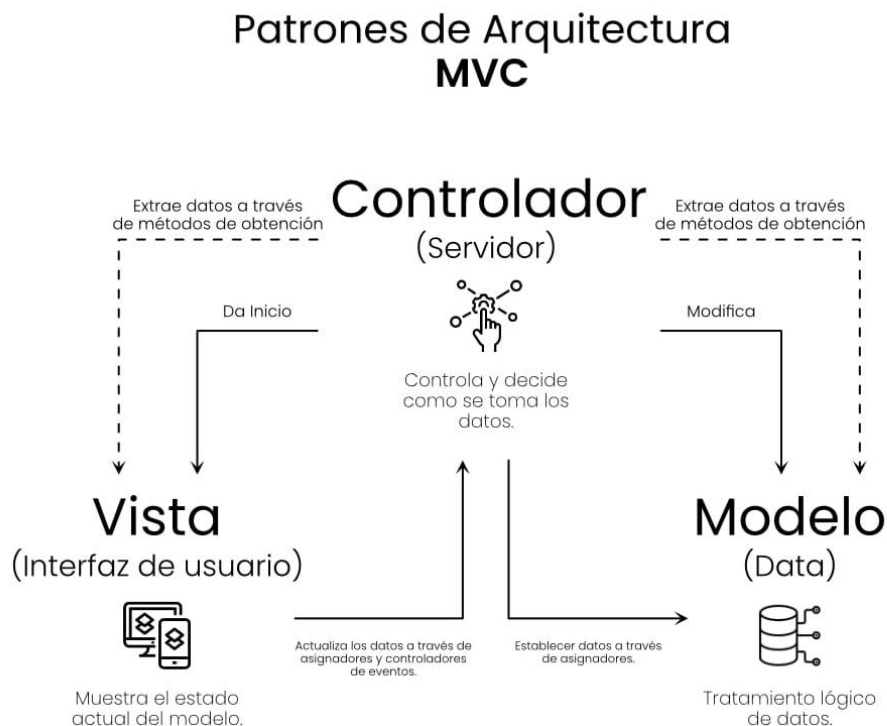 Patrones de Arquitectura
MVC
Controlador
(Servidor)
Extrae datos a través
de métodos de obtención
Extrae datos a través
de métodos de obtención
Da Inicio
Modifica
Controla y decide
como se toma los
datos.
Vista
(Interfaz de usuario)
Muestra el estado
actual del modelo.
Actualiza los datos a través de
asignadores y controladores
de eventos.
Establecer datos a través
de asignadores.
Modelo
(Data)
Tratamiento lógico
de datos.